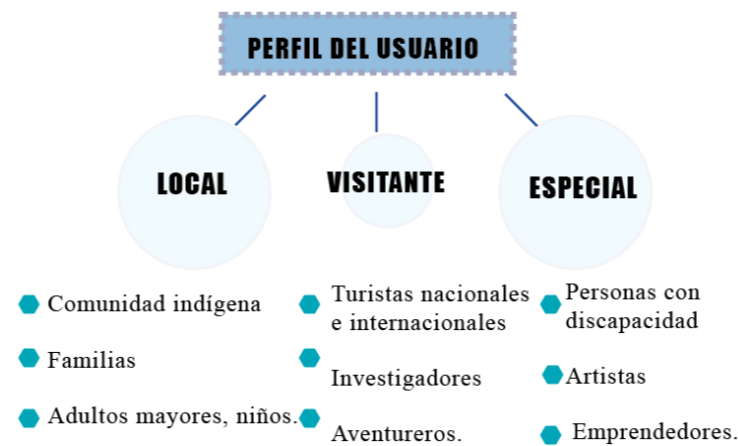 PERFIL DEL USUARIO
LOCAL
VISITANTE
ESPECIAL
Comunidad indígena
Familias
Adultos mayores, niños.
Turistas nacionales
e internacionales
Investigadores
Aventureros.
Personas con
discapacidad
Artistas
Emprendedores.